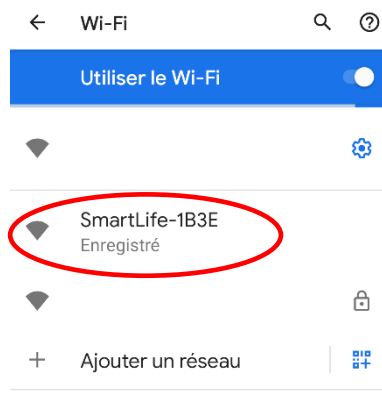 Wi-Fi
Utiliser le Wi-Fi
SmartLife-1B3E
Enregistré
Ajouter un réseau